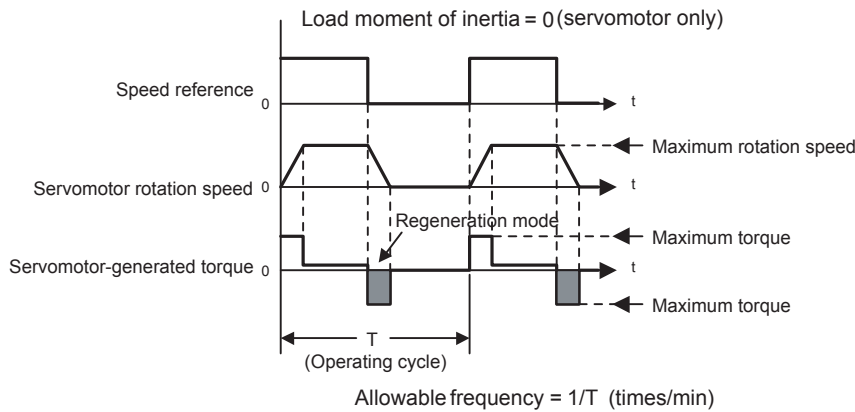 Load moment of inertia = 0 (servomotor only)
Speed reference
0
t
Maximum rotation speed
Servomotor rotation speed
0
t
Regeneration mode
Maximum torque
Servomotor-generated torque
0
t
Maximum torque
T
(Operating cycle)
Allowable frequency = 1/T (times/min)